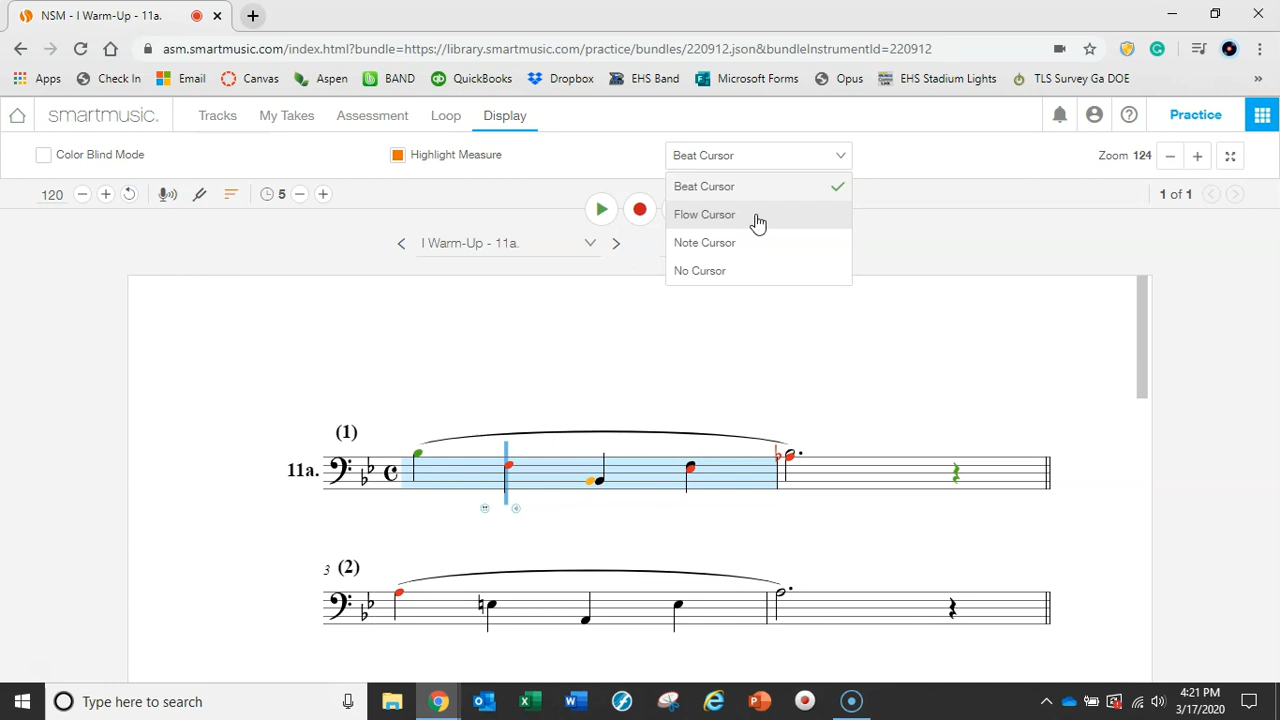 NSM - I Warm-Up - 11a.
asm.smartmusic.com/index.html?bundle=https://library.smartmusic.com/practice/bundles/220912.json&bundleInstrumentId=220912
Apps Check In Email Canvas Aspen BAND QuickBooks Dropbox EHS Band Microsoft Forms Opus EHS Stadium Lights TLS Survey Ga DOE
smartmusic. Tracks My Takes Assessment Loop Display Practice
Color Blind Mode Highlight Measure Beat Cursor Zoom 124
Beat Cursor
120 5 1 of 1
Flow Cursor
I Warm-Up - 11a. Note Cursor
No Cursor
(1)
11a.
3 (2)
Type here to search
4:21 PM
3/17/2020